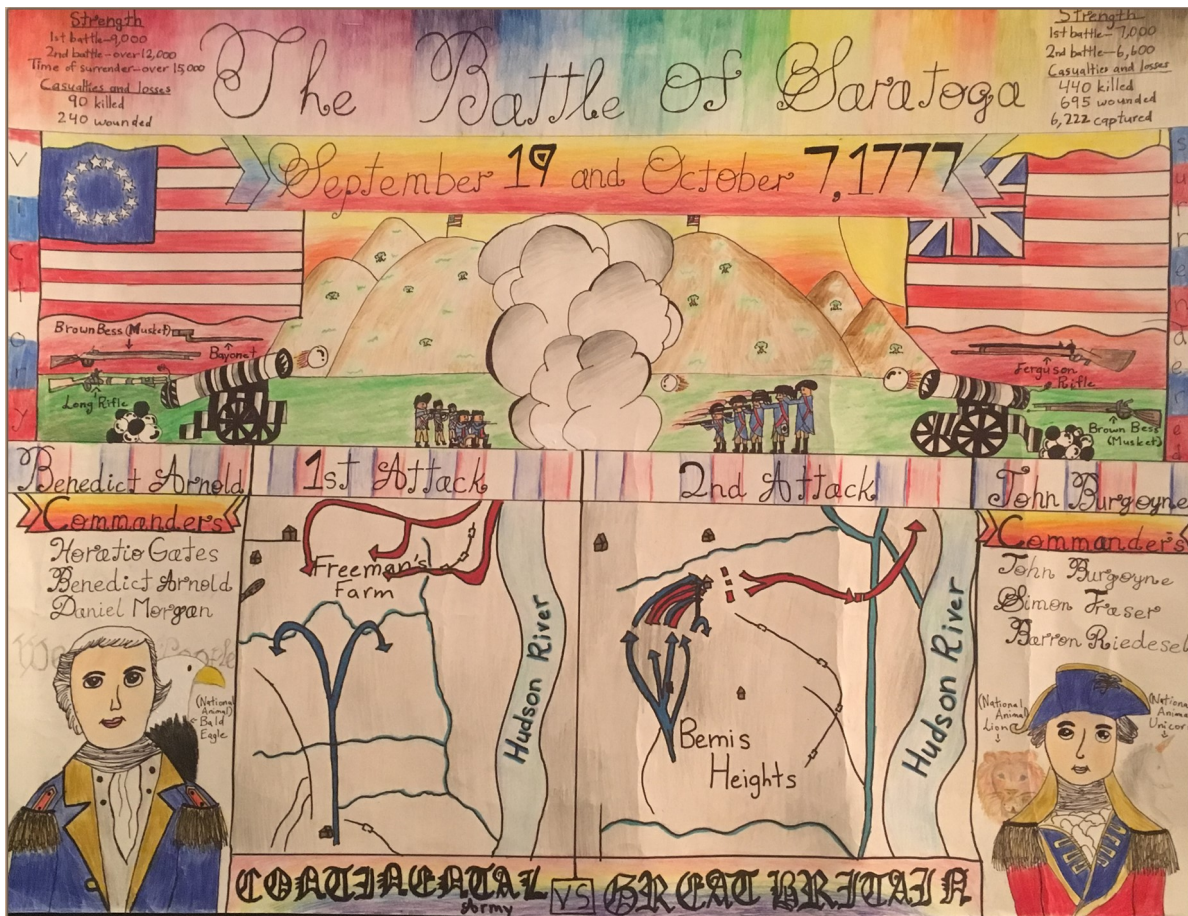 Strength
1st battle-9,000
2nd battle-over 12,000
Time of surrender-over 15,000
Casualties and losses
90 killed
240 wounded
The Battle Of Saratoga
Strength
1st battle-7,000
2nd battle-6,600
Casualties and losses
440 killed
695 wounded
6,222 captured
September 19 and October 7,1777
Victory
Surrendered
Brown Bess (Musket)
Bayonet
Long Rifle
Ferguson
Rifle
Brown Bess
(Musket)
Benedict Arnold
1st Attack
2nd Attack
John Burgoyne
Commanders
Horatio Gates
Benedict Arnold
Daniel Morgan
We People
(National
Animal)
Bald
Eagle
Freeman's
Farm
Hudson River
Bemis
Heights
Hudson River
Commanders
John Burgoyne
Simon Fraser
Barron Riedesel
(National
Animal)
Lion
(National
Animal)
Unicor
CONTINENTAL
Army
VS
GREAT BRITAIN